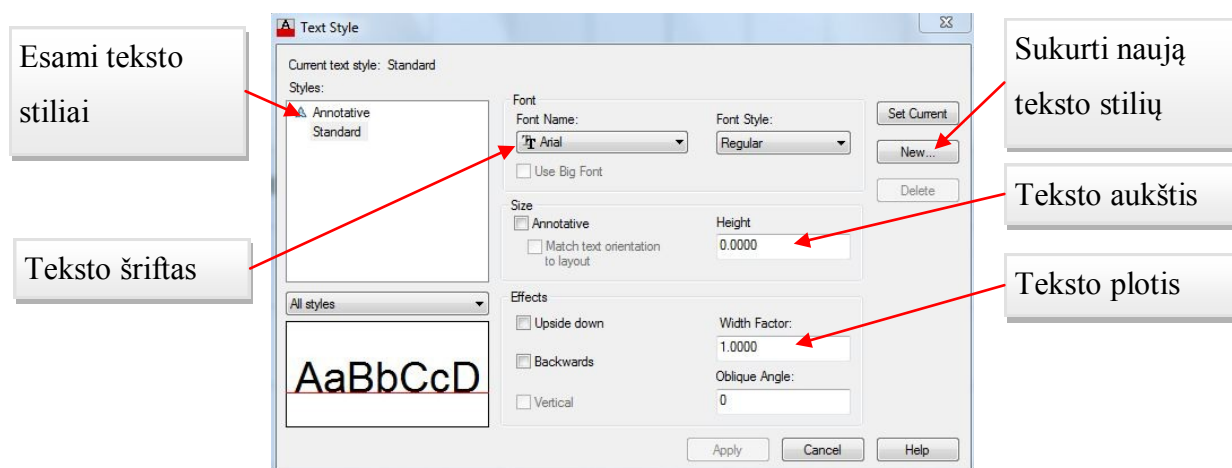 Text Style
Esami teksto
stiliai
Sukurti naują
teksto stilių
Teksto aukštis
Teksto plotis
Teksto šriftas
Current text style: Standard
Styles:
Annotative
Standard
All styles
AaBbCcD
Font
Font Name:
Arial
Font Style:
Regular
Use Big Font
Size
Annotative
Match text orientation
to layout
Height
0.0000
Effects
Upside down
Backwards
Vertical
Width Factor:
1.0000
Oblique Angle:
0
Set Current
New...
Delete
Apply
Cancel
Help